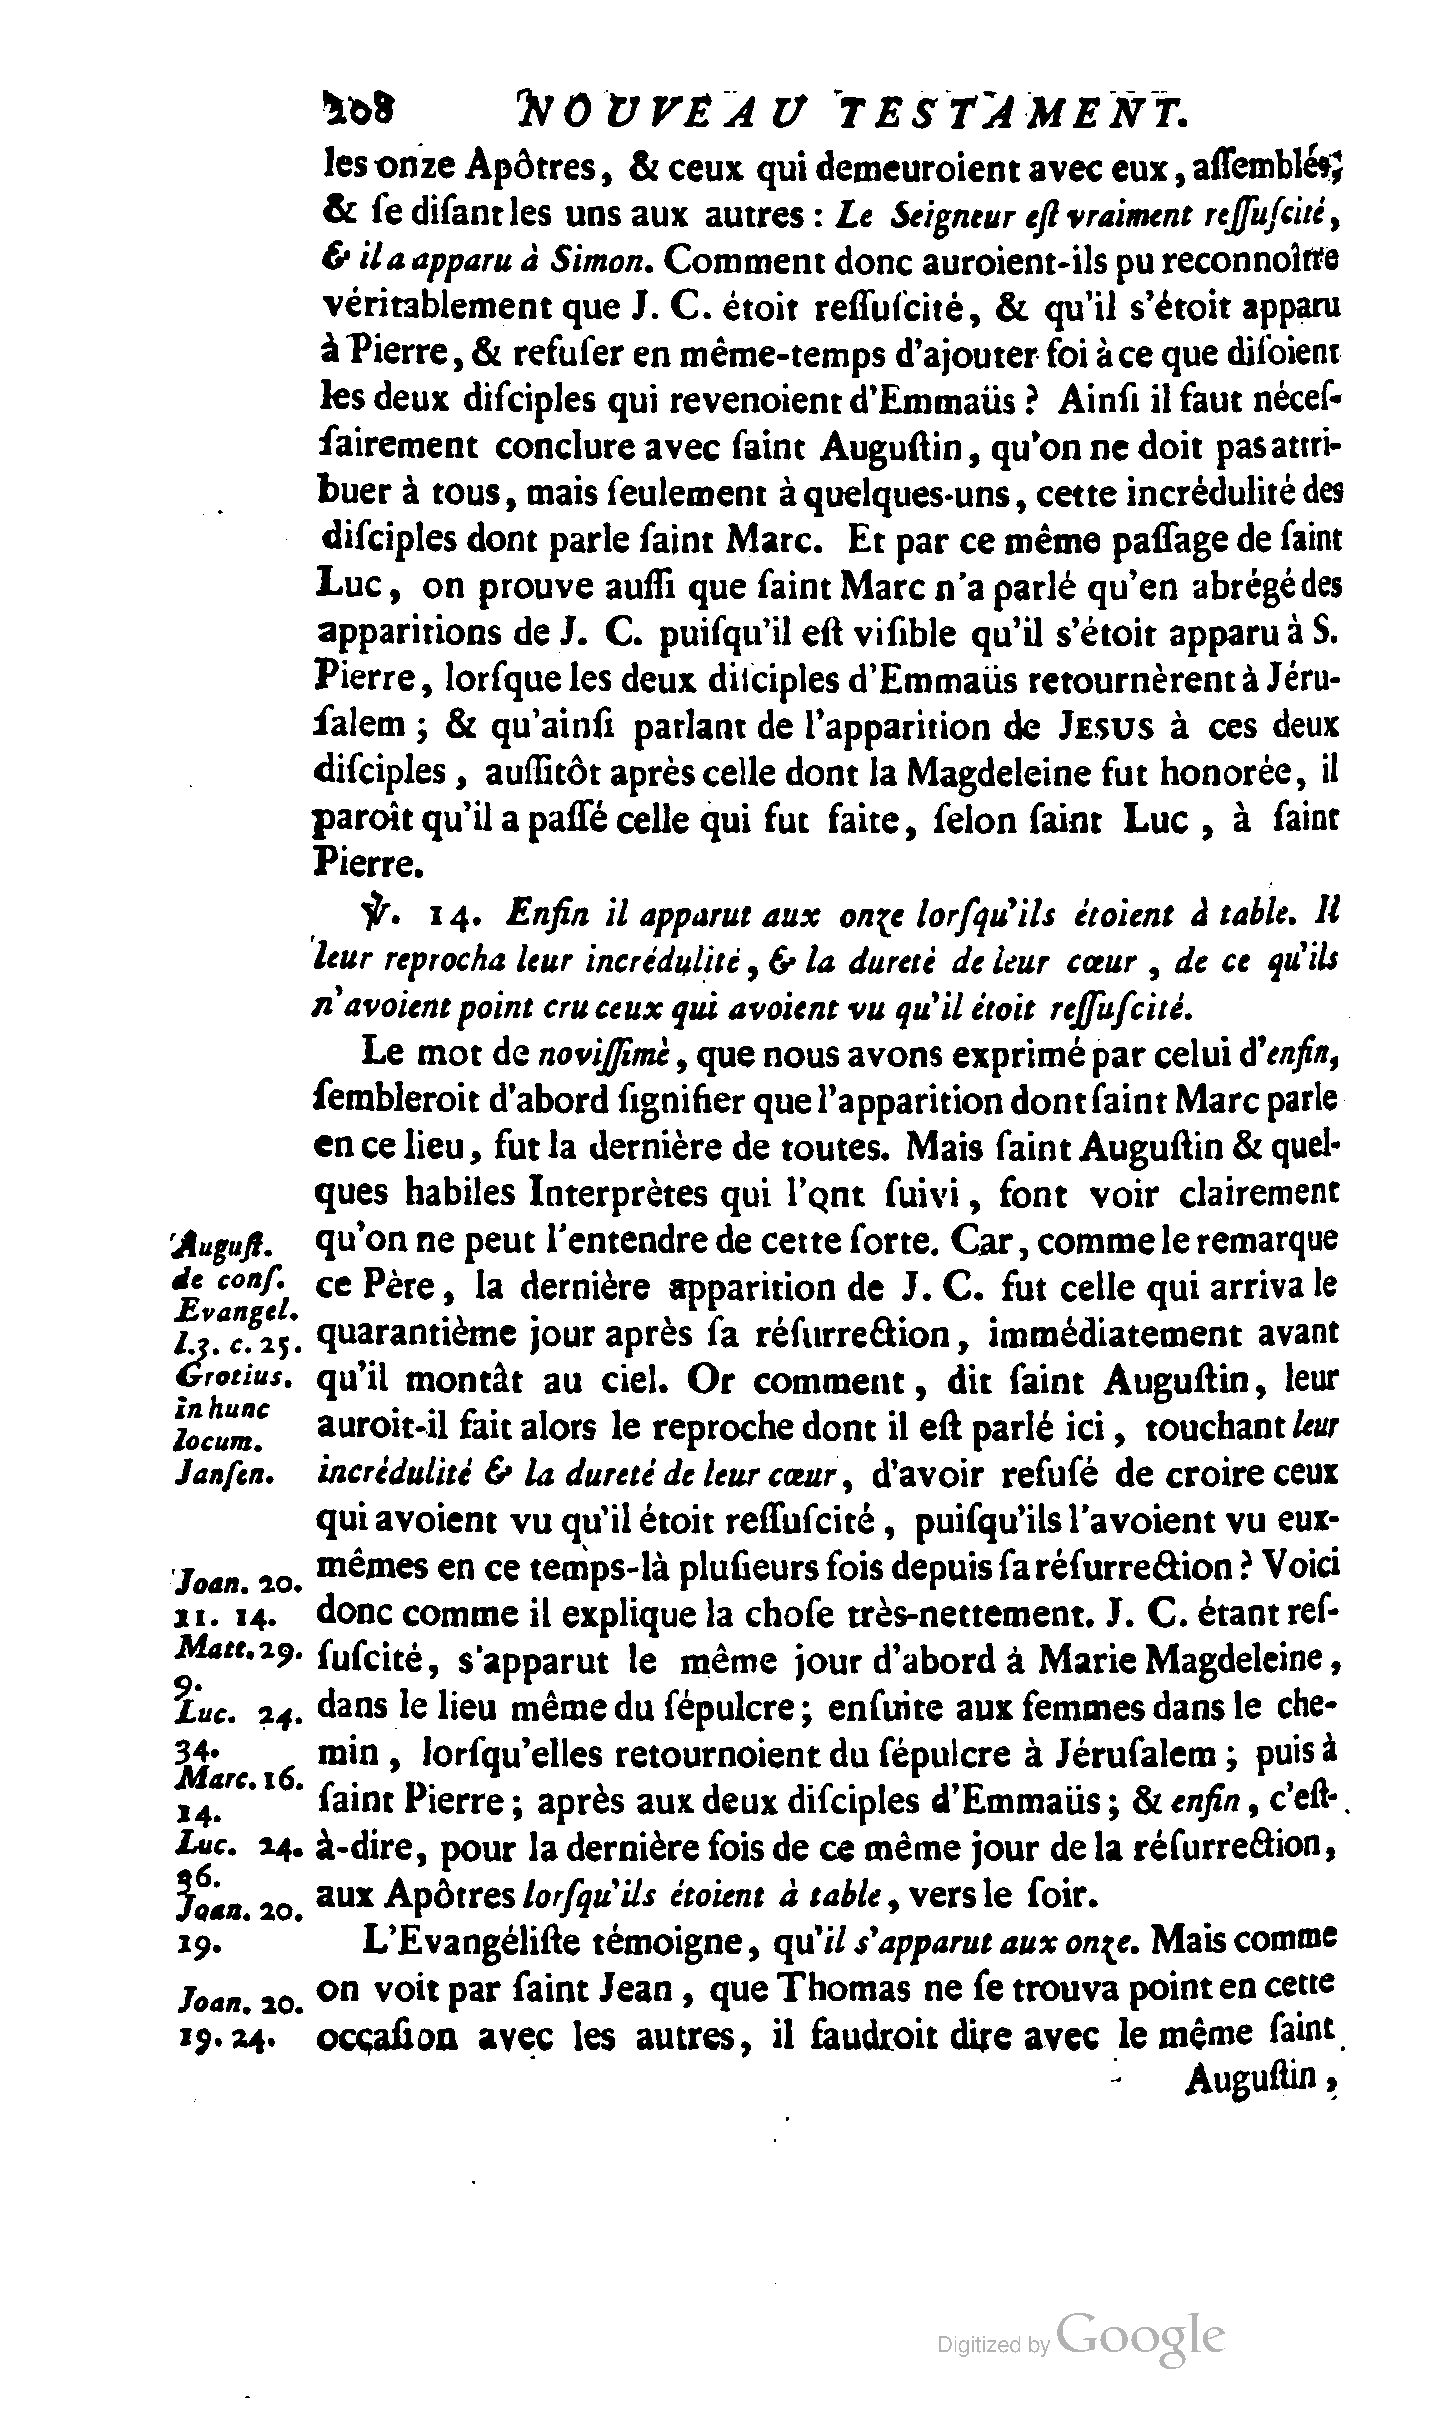 208 NOUVEAU TESTAMENT.
les onze Apôtres, & ceux qui demeuroient avec eux, aſſemblés,
& ſe diſant les uns aux autres : Le Seigneur eſt vraiment reſſuſcité,
& il a apparu à Simon. Comment donc auroient-ils pu reconnoître
véritablement que J. C. étoit reſſuſcité, & qu'il s'étoit apparu
à Pierre, & refuſer en même-temps d'ajouter foi à ce que diſoient
les deux diſciples qui revenoient d'Emmaüs ? Ainſi il faut néceſ-
ſairement conclure avec ſaint Auguſtin, qu'on ne doit pas attri-
buer à tous, mais ſeulement à quelques-uns, cette incrédulité des
diſciples dont parle ſaint Marc. Et par ce même paſſage de ſaint
Luc, on prouve auſſi que ſaint Marc n'a parlé qu'en abrégé des
apparitions de J. C. puiſqu'il eſt viſible qu'il s'étoit apparu à S.
Pierre, lorſque les deux diſciples d'Emmaüs retournèrent à Jéru-
ſalem ; & qu'ainſi parlant de l'apparition de JESUS à ces deux
diſciples, auſſitôt après celle dont la Magdeleine fut honorée, il
paroît qu'il a paſſé celle qui fut faite, ſelon ſaint Luc, à ſaint
Pierre.
℣. 14. Enfin il apparut aux onze lorſqu'ils étoient à table. Il
leur reprocha leur incrédulité, & la dureté de leur cœur, de ce qu'ils
n'avoient point cru ceux qui avoient vu qu'il étoit reſſuſcité.
Le mot de noviſſimè, que nous avons exprimé par celui d'enfin,
ſembleroit d'abord ſignifier que l'apparition dont ſaint Marc parle
en ce lieu, fut la dernière de toutes. Mais ſaint Auguſtin & quel-
ques habiles Interprètes qui l'ont ſuivi, font voir clairement
qu'on ne peut l'entendre de cette ſorte. Car, comme le remarque
ce Père, la dernière apparition de J. C. fut celle qui arriva le
quarantième jour après ſa réſurrection, immédiatement avant
qu'il montât au ciel. Or comment, dit ſaint Auguſtin, leur
auroit-il fait alors le reproche dont il eſt parlé ici, touchant leur
incrédulité & la dureté de leur cœur, d'avoir refuſé de croire ceux
qui avoient vu qu'il étoit reſſuſcité, puiſqu'ils l'avoient vu eux-
mêmes en ce temps-là pluſieurs fois depuis ſa réſurrection ? Voici
donc comme il explique la choſe très-nettement. J. C. étant reſ-
ſuſcité, s'apparut le même jour d'abord à Marie Magdeleine,
dans le lieu même du ſépulcre ; enſuite aux femmes dans le che-
min, lorſqu'elles retournoient du ſépulcre à Jéruſalem ; puis à
ſaint Pierre ; après aux deux diſciples d'Emmaüs ; & enfin, c'eſt-
à-dire, pour la dernière fois de ce même jour de la réſurrection,
aux Apôtres lorſqu'ils étoient à table, vers le ſoir.
L'Evangéliſte témoigne, qu'il s'apparut aux onze. Mais comme
on voit par ſaint Jean, que Thomas ne ſe trouva point en cette
occaſion avec les autres, il faudroit dire avec le même ſaint
Auguſtin,
Auguſt.
de conſ.
Evangel.
l.3. c. 25.
Grotius.
in hunc
locum.
Janſen.
Joan. 20.
11. 14.
Matt. 29.
9.
Luc. 24.
34.
Marc. 16.
14.
Luc. 24.
36.
Joan. 20.
19.
Joan. 20.
19. 24.
Digitized by Google